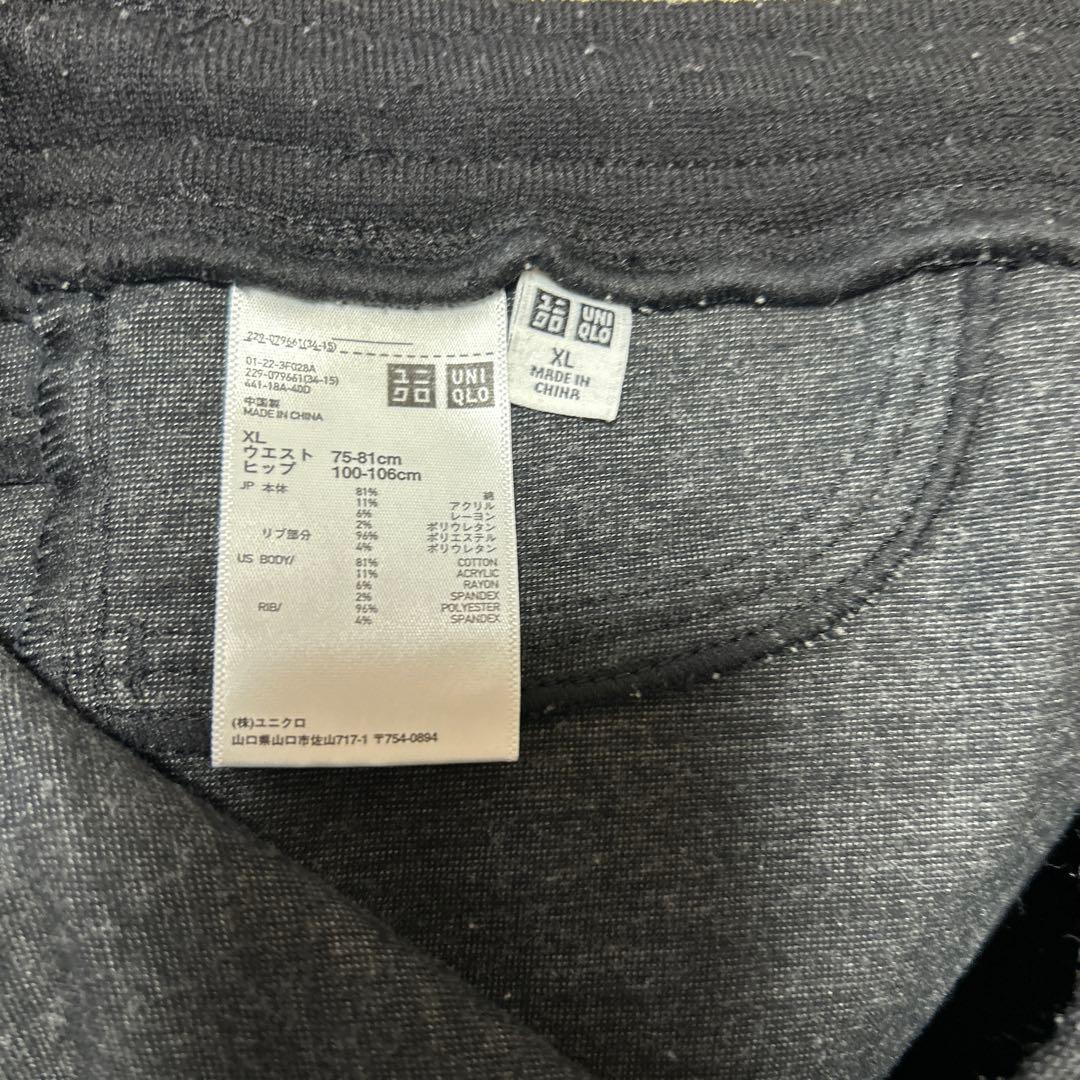 229-079661(34-15)
01-22-3F028A
229-079661(34-15)
441-18A-40D
中国製
MADE IN CHINA
ユニクロ
UNIQLO
XL
ウエスト 75-81cm
ヒップ 100-106cm
JP 本体 81% 綿
11% アクリル
6% レーヨン
2% ポリウレタン
リブ部分 96% ポリエステル
4% ポリウレタン
US BODY/ 81% COTTON
11% ACRYLIC
6% RAYON
2% SPANDEX
RIB/ 96% POLYESTER
4% SPANDEX
(株)ユニクロ
山口県山口市佐山717-1 〒754-0894
ユニクロ
UNIQLO
XL
MADE IN
CHINA